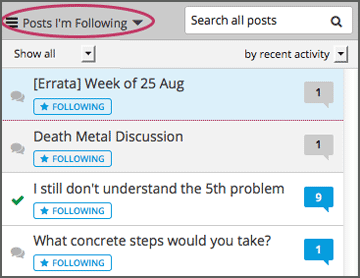 Posts I'm Following
Search all posts
Show all
by recent activity
[Errata] Week of 25 Aug
1
FOLLOWING
Death Metal Discussion
1
FOLLOWING
I still don't understand the 5th problem
9
FOLLOWING
What concrete steps would you take?
1
FOLLOWING